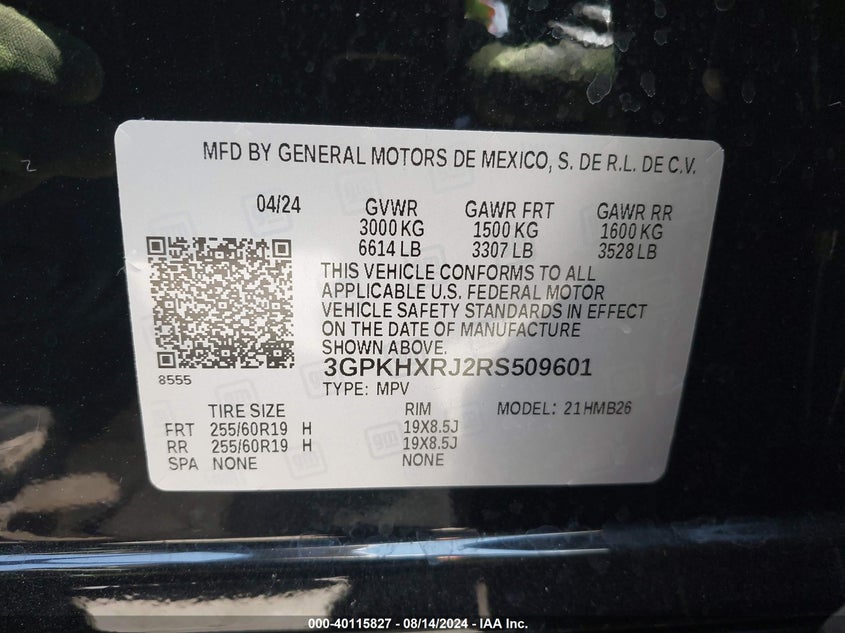 MFD BY GENERAL MOTORS DE MEXICO, S. DE R.L. DE C.V.
04/24 GVWR GAWR FRT GAWR RR
3000 KG 1500 KG 1600 KG
6614 LB 3307 LB 3528 LB
THIS VEHICLE CONFORMS TO ALL
APPLICABLE U.S. FEDERAL MOTOR
VEHICLE SAFETY STANDARDS IN EFFECT
ON THE DATE OF MANUFACTURE
SHOWN ABOVE.
8555
3GPKHXRJ2RS509601
TYPE: MPV
TIRE SIZE RIM MODEL: 21HMB26
FRT 255/60R19 H 19X8.5J
RR 255/60R19 H 19X8.5J
SPA NONE NONE
gm
000-40115827 - 08/14/2024 - IAA Inc.